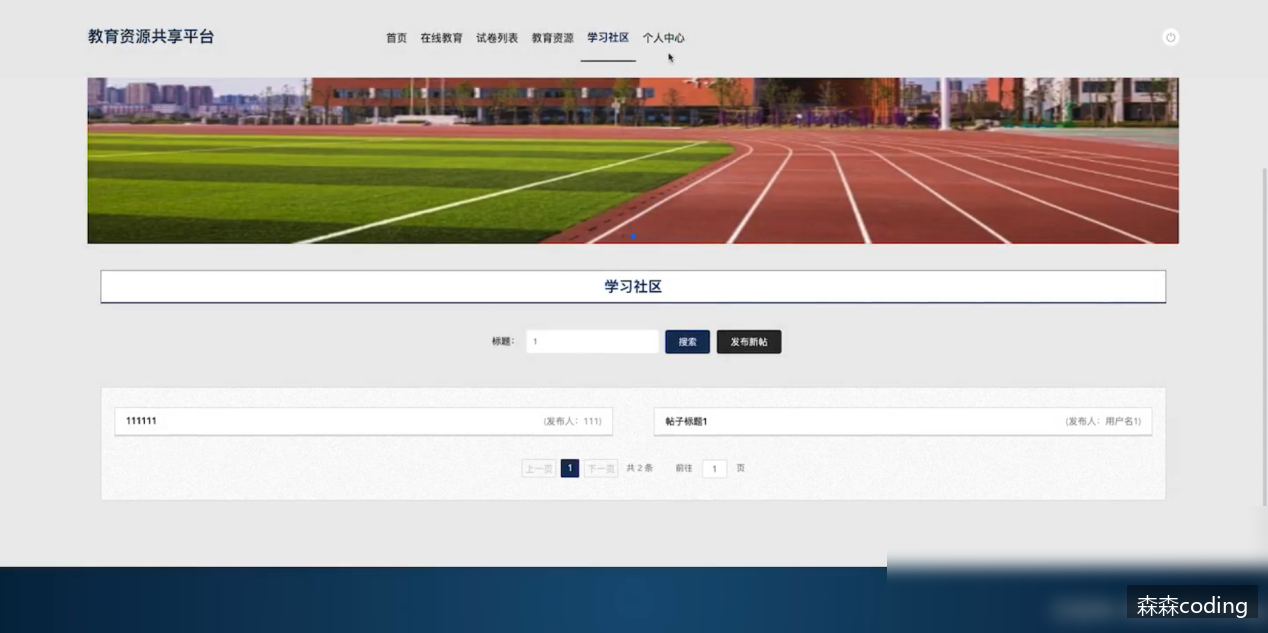 教育资源共享平台
首页 在线教育 试卷列表 教育资源 学习社区 个人中心
学习社区
标题： 1 搜索 发布新帖
111111 (发布人：111) 帖子标题1 (发布人：用户名1)
上一页 1 下一页 共 2 条 前往 1 页
森森coding